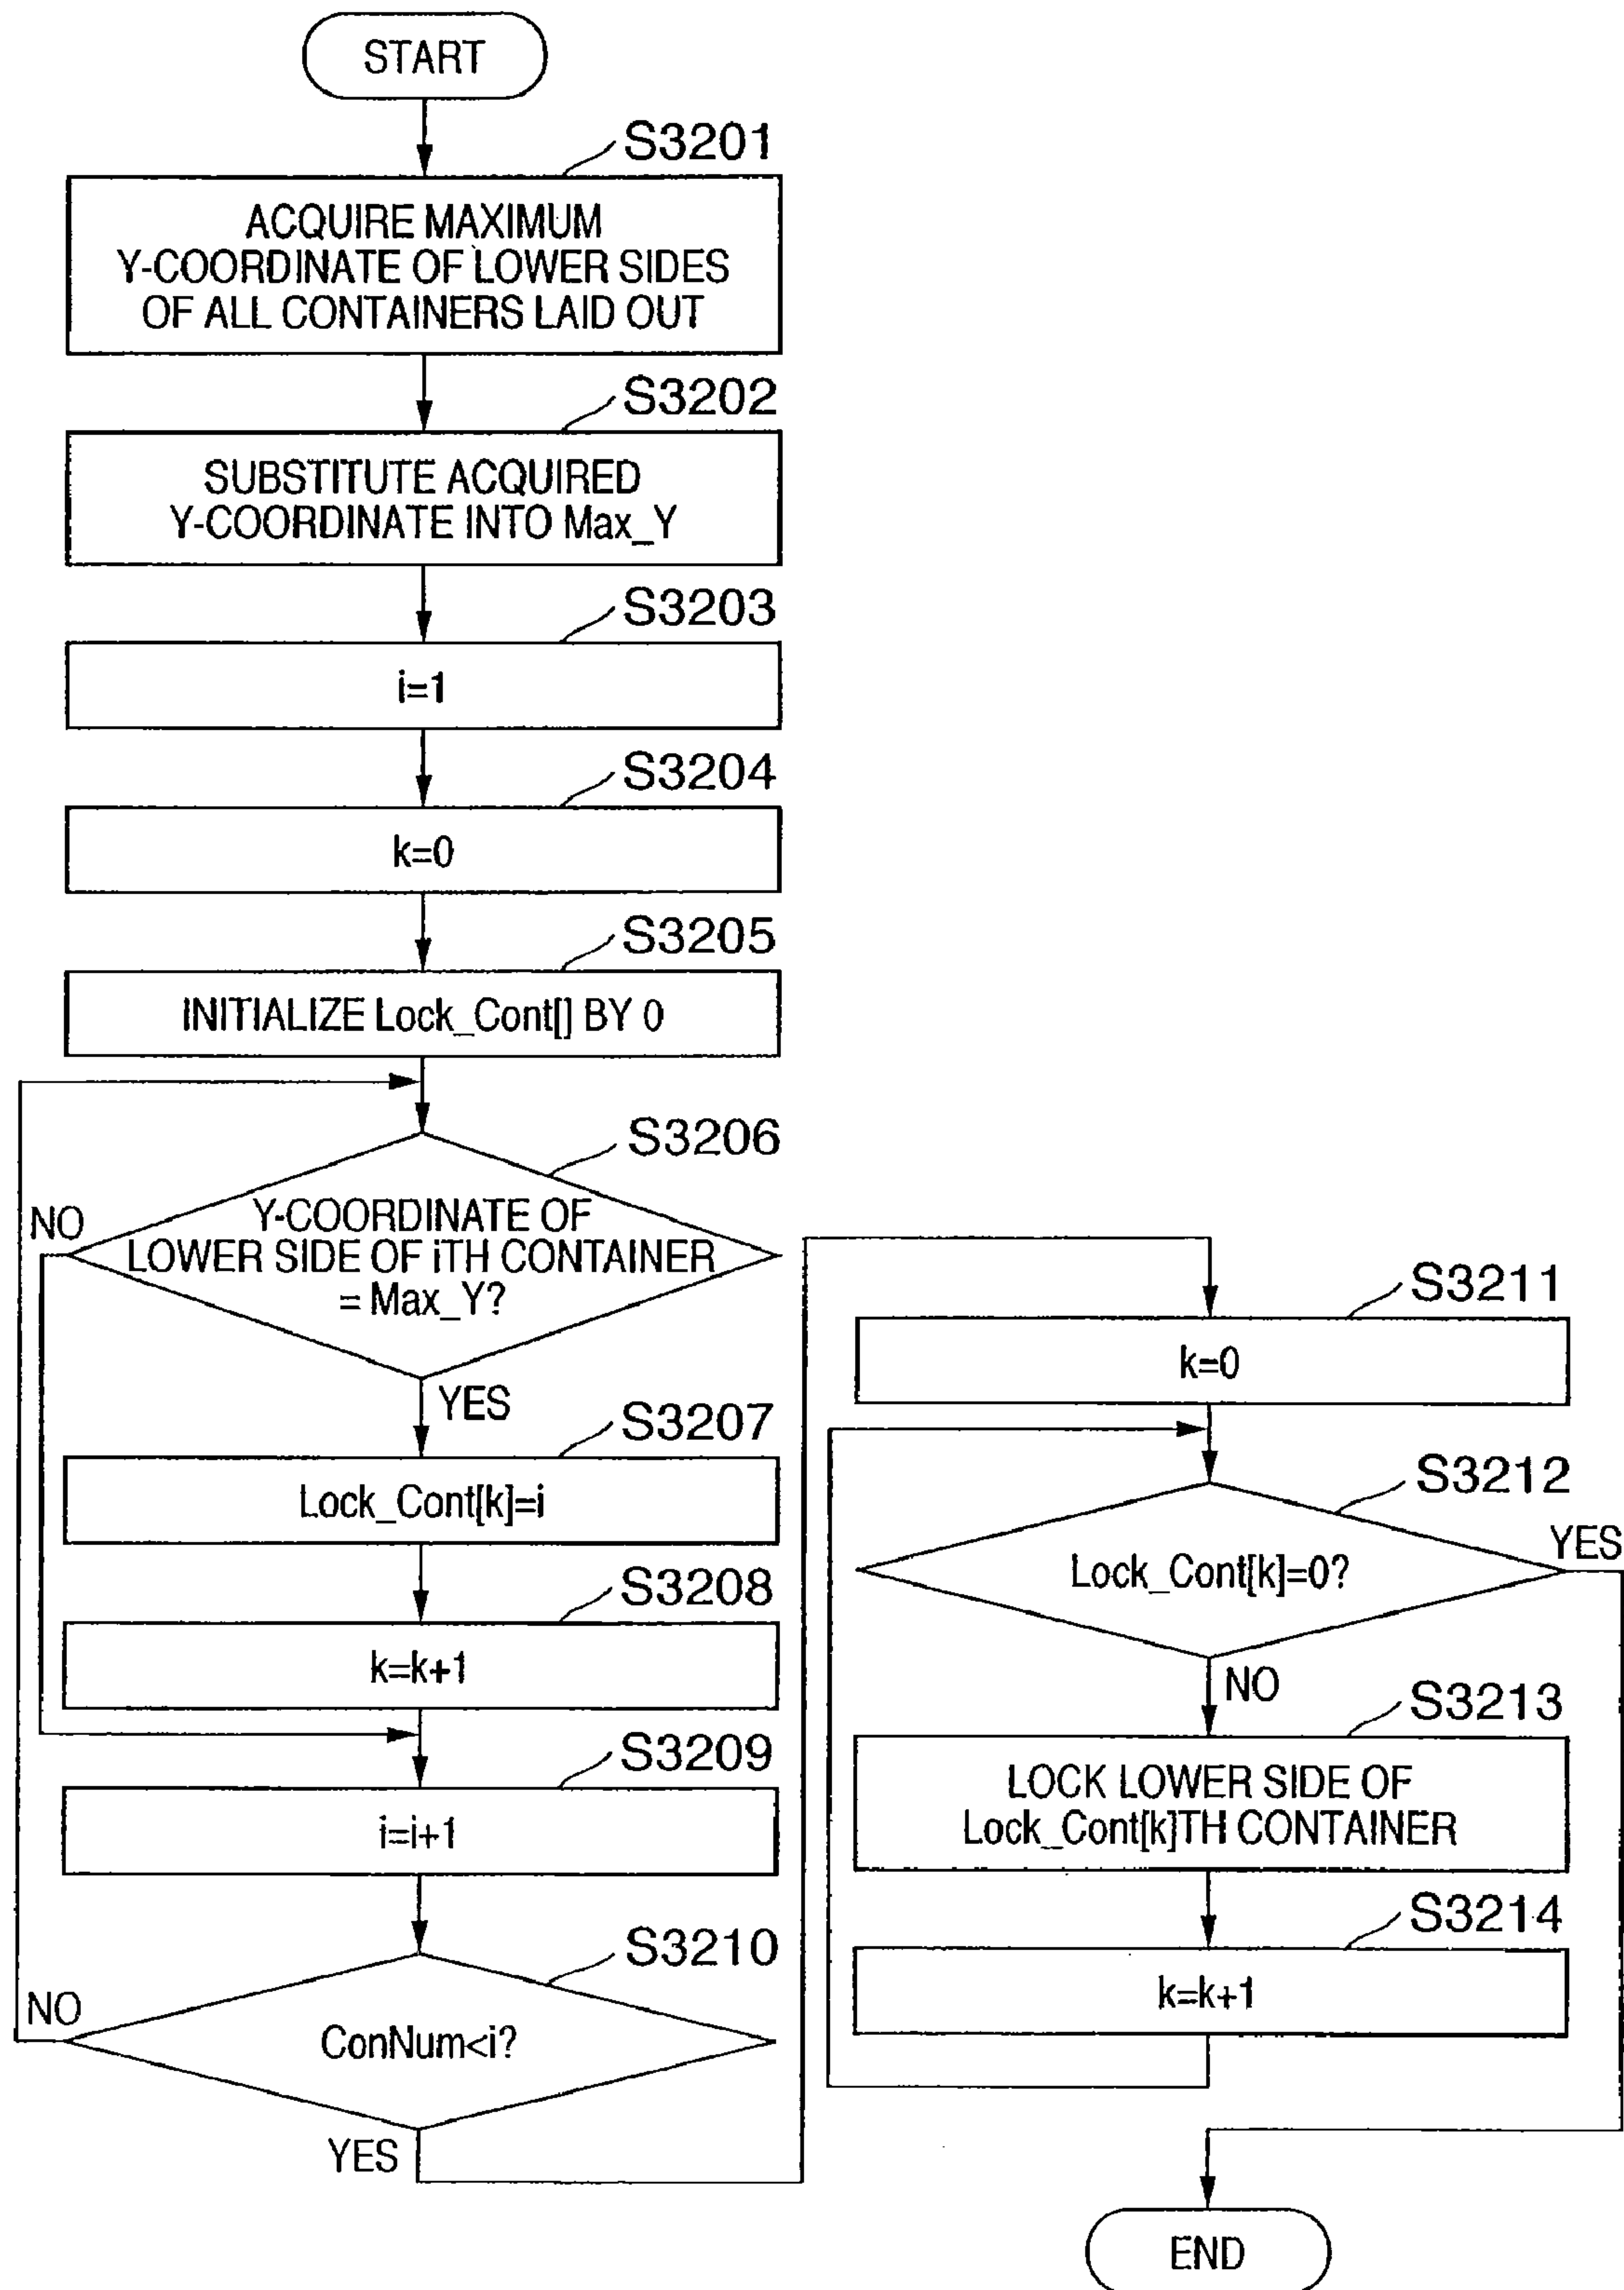 START
S3201
ACQUIRE MAXIMUM
Y-COORDINATE OF LOWER SIDES
OF ALL CONTAINERS LAID OUT
S3202
SUBSTITUTE ACQUIRED
Y-COORDINATE INTO Max_Y
S3203
i=1
S3204
k=0
S3205
INITIALIZE Lock_Cont[] BY 0
S3206
NO
Y-COORDINATE OF
LOWER SIDE OF iTH CONTAINER
= Max_Y?
YES
S3207
Lock_Cont[k]=i
S3208
k=k+1
S3209
i=i+1
S3210
NO
ConNum<i?
YES
S3211
k=0
S3212
YES
Lock_Cont[k]=0?
NO
S3213
LOCK LOWER SIDE OF
Lock_Cont[k]TH CONTAINER
S3214
k=k+1
END